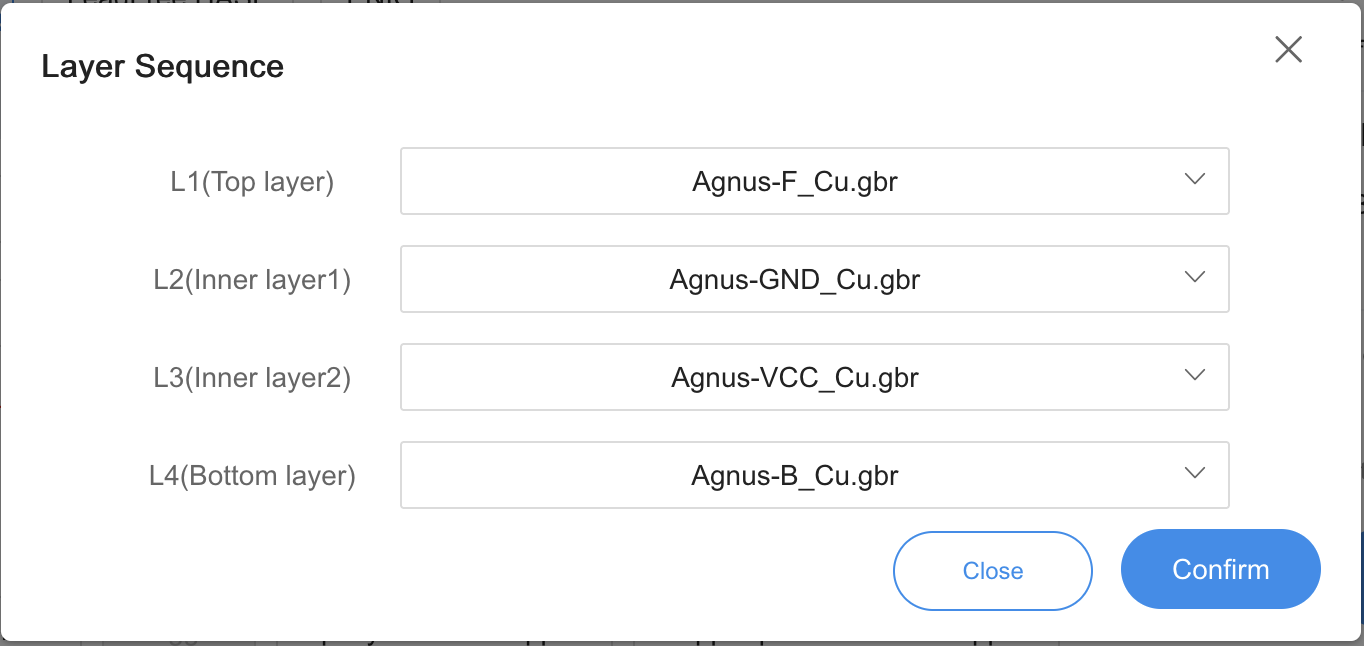 Layer Sequence
L1(Top layer)
Agnus-F_Cu.gbr
L2(Inner layer1)
Agnus-GND_Cu.gbr
L3(Inner layer2)
Agnus-VCC_Cu.gbr
L4(Bottom layer)
Agnus-B_Cu.gbr
Close
Confirm